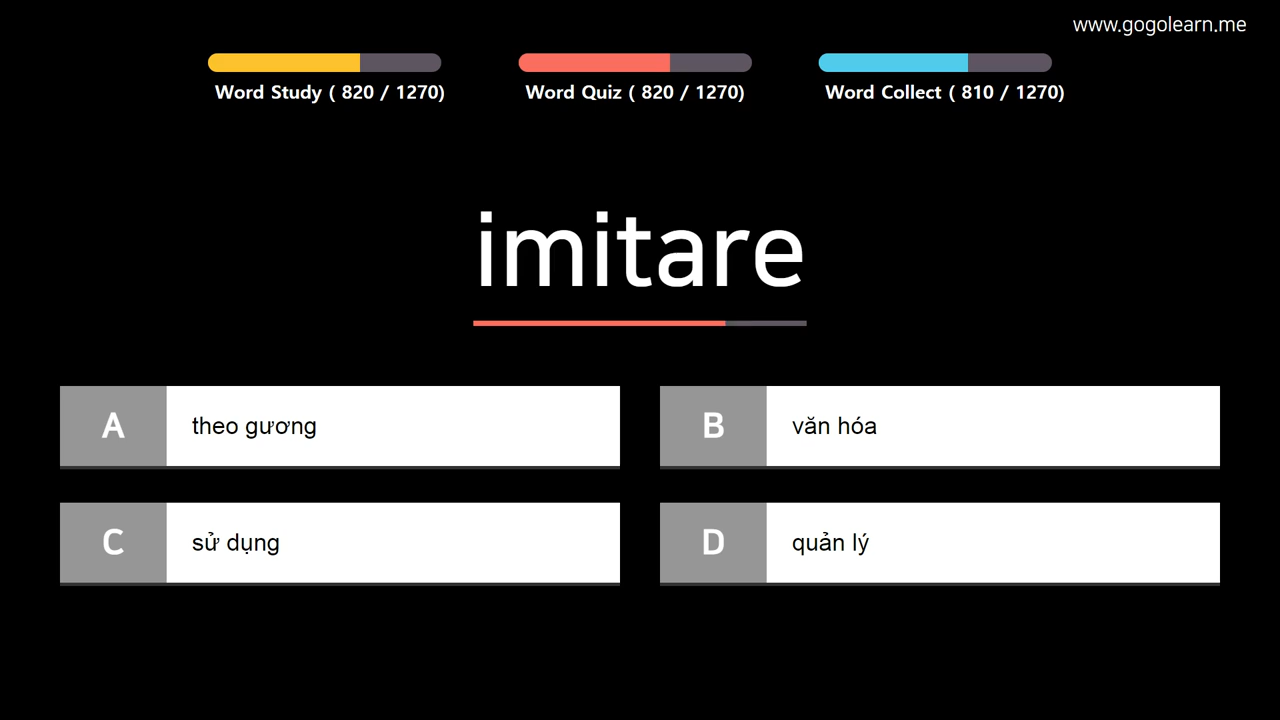 www.gogolearn.me
Word Study ( 820 / 1270)
Word Quiz ( 820 / 1270)
Word Collect ( 810 / 1270)
imitare
A
theo gương
B
văn hóa
C
sử dụng
D
quản lý